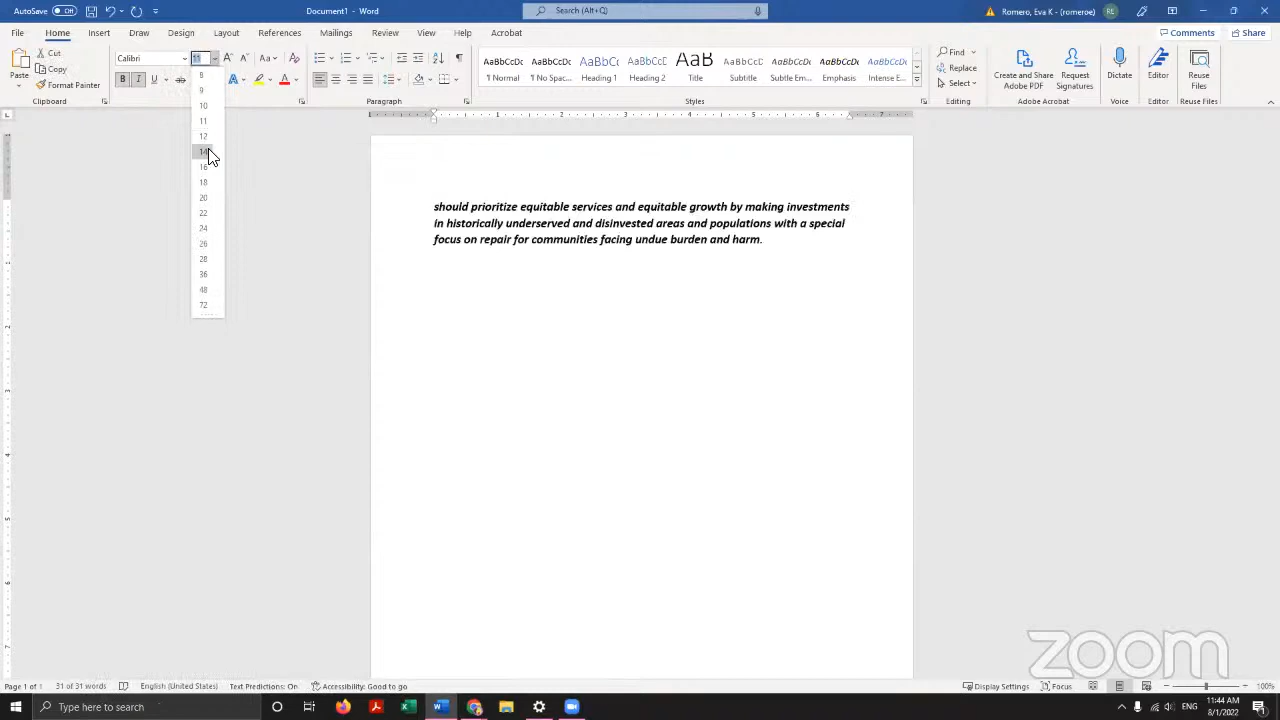 AutoSave Off
Document1 - Word
Search (Alt+Q)
Romero, Eva K - (romeroe) RE
File Home Insert Draw Design Layout References Mailings Review View Help Acrobat
Comments Share
Paste
Cut
Copy
Format Painter
Clipboard
Calibri 11
Paragraph
AaBbCcDc AaBbCcDc AaBbCc AaBbCcC AaB AaBbCcD AaBbCcDc AaBbCcDc AaBbCcDc
¶ Normal ¶ No Spac... Heading 1 Heading 2 Title Subtitle Subtle Em... Emphasis Intense E...
Styles
Find
Replace
Select
Editing
Create and Share Adobe PDF
Request Signatures
Adobe Acrobat
Dictate
Voice
Editor
Editor
Reuse Files
Reuse Files
8
9
10
11
12
14
16
18
20
22
24
26
28
36
48
72
should prioritize equitable services and equitable growth by making investments
in historically underserved and disinvested areas and populations with a special
focus on repair for communities facing undue burden and harm.
zoom
Page 1 of 1 31 of 31 words English (United States) Text Predictions: On Accessibility: Good to go
Display Settings Focus 100%
Type here to search
ENG
11:44 AM
8/1/2022